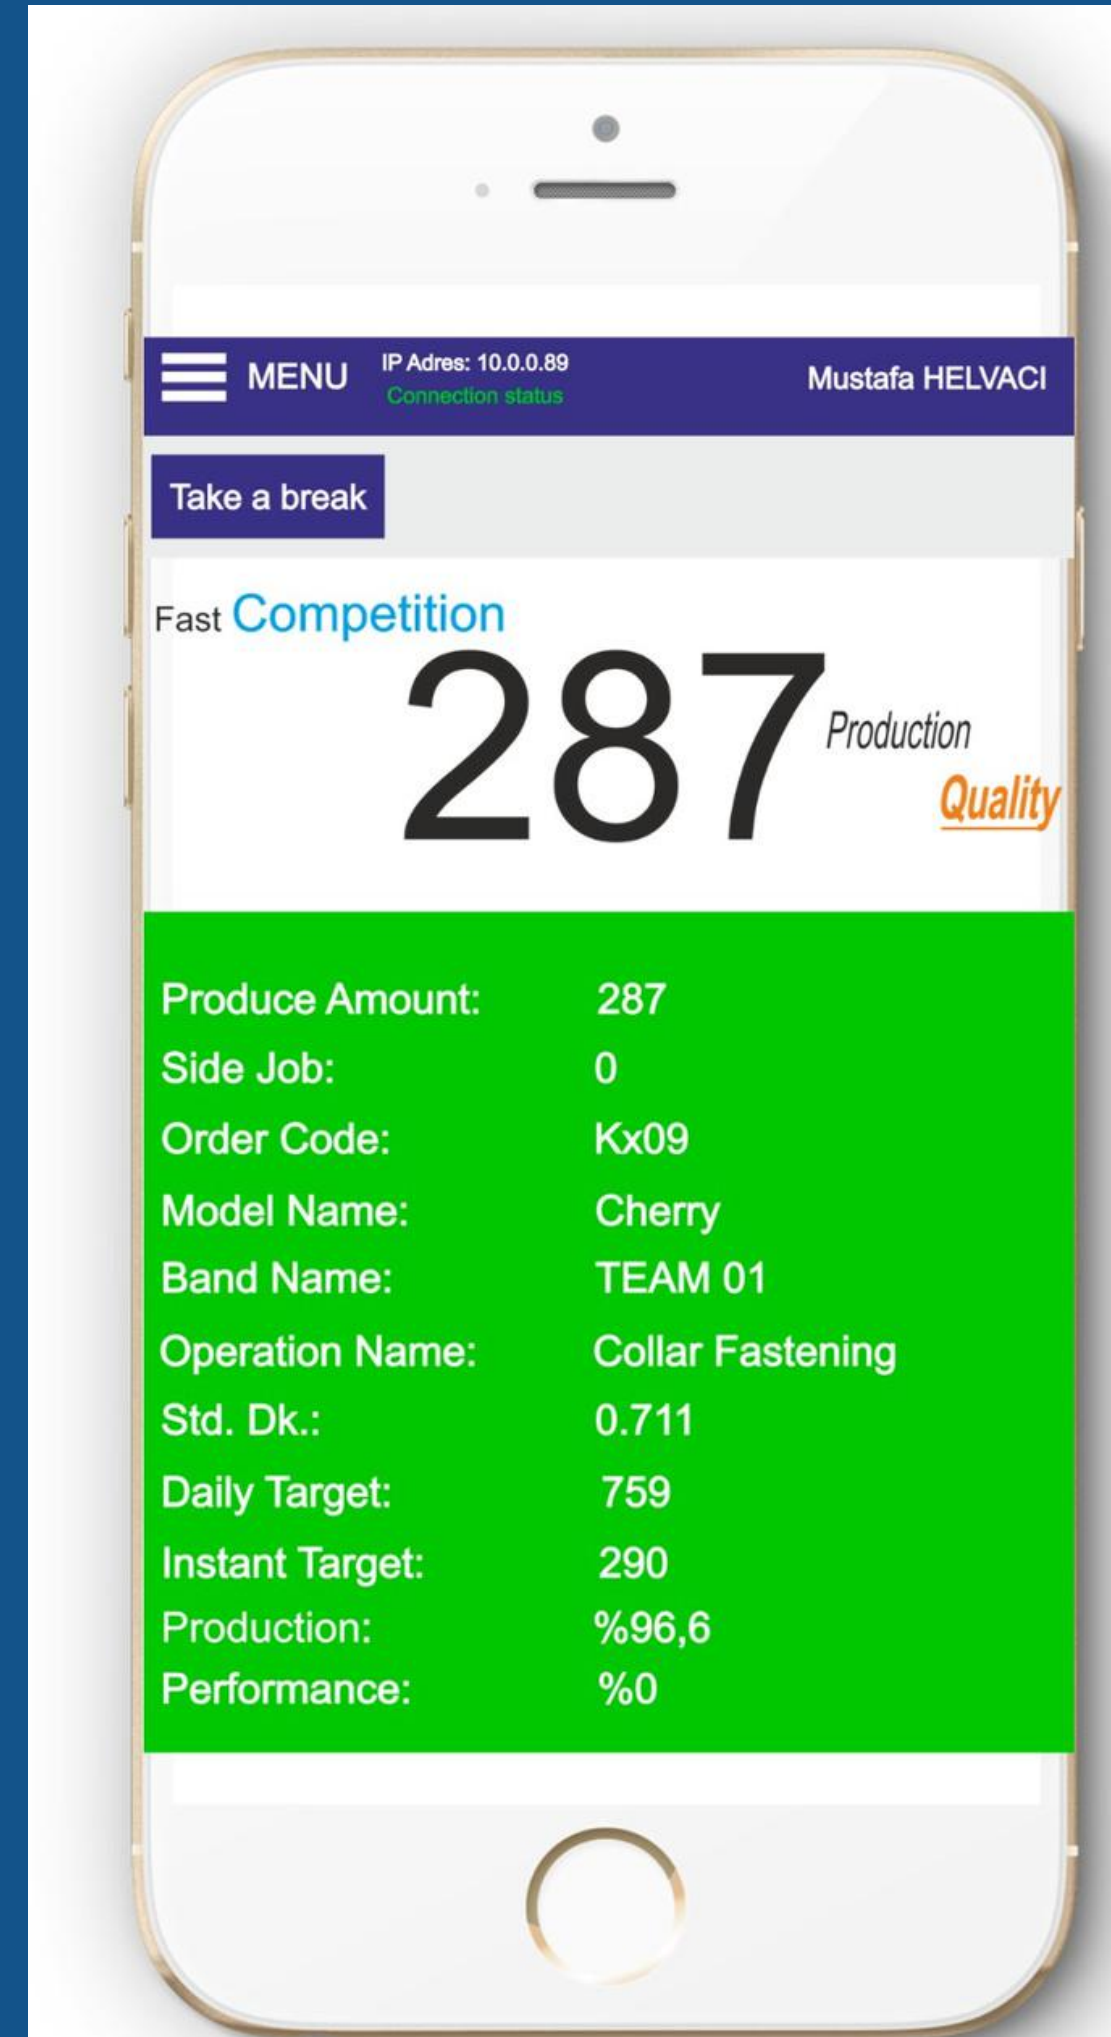 MENU
IP Adres: 10.0.0.89
Connection status
Mustafa HELVACI
Take a break
Fast Competition
287
Production
Quality
Produce Amount: 287
Side Job: 0
Order Code: Kx09
Model Name: Cherry
Band Name: TEAM 01
Operation Name: Collar Fastening
Std. Dk.: 0.711
Daily Target: 759
Instant Target: 290
Production: %96,6
Performance: %0